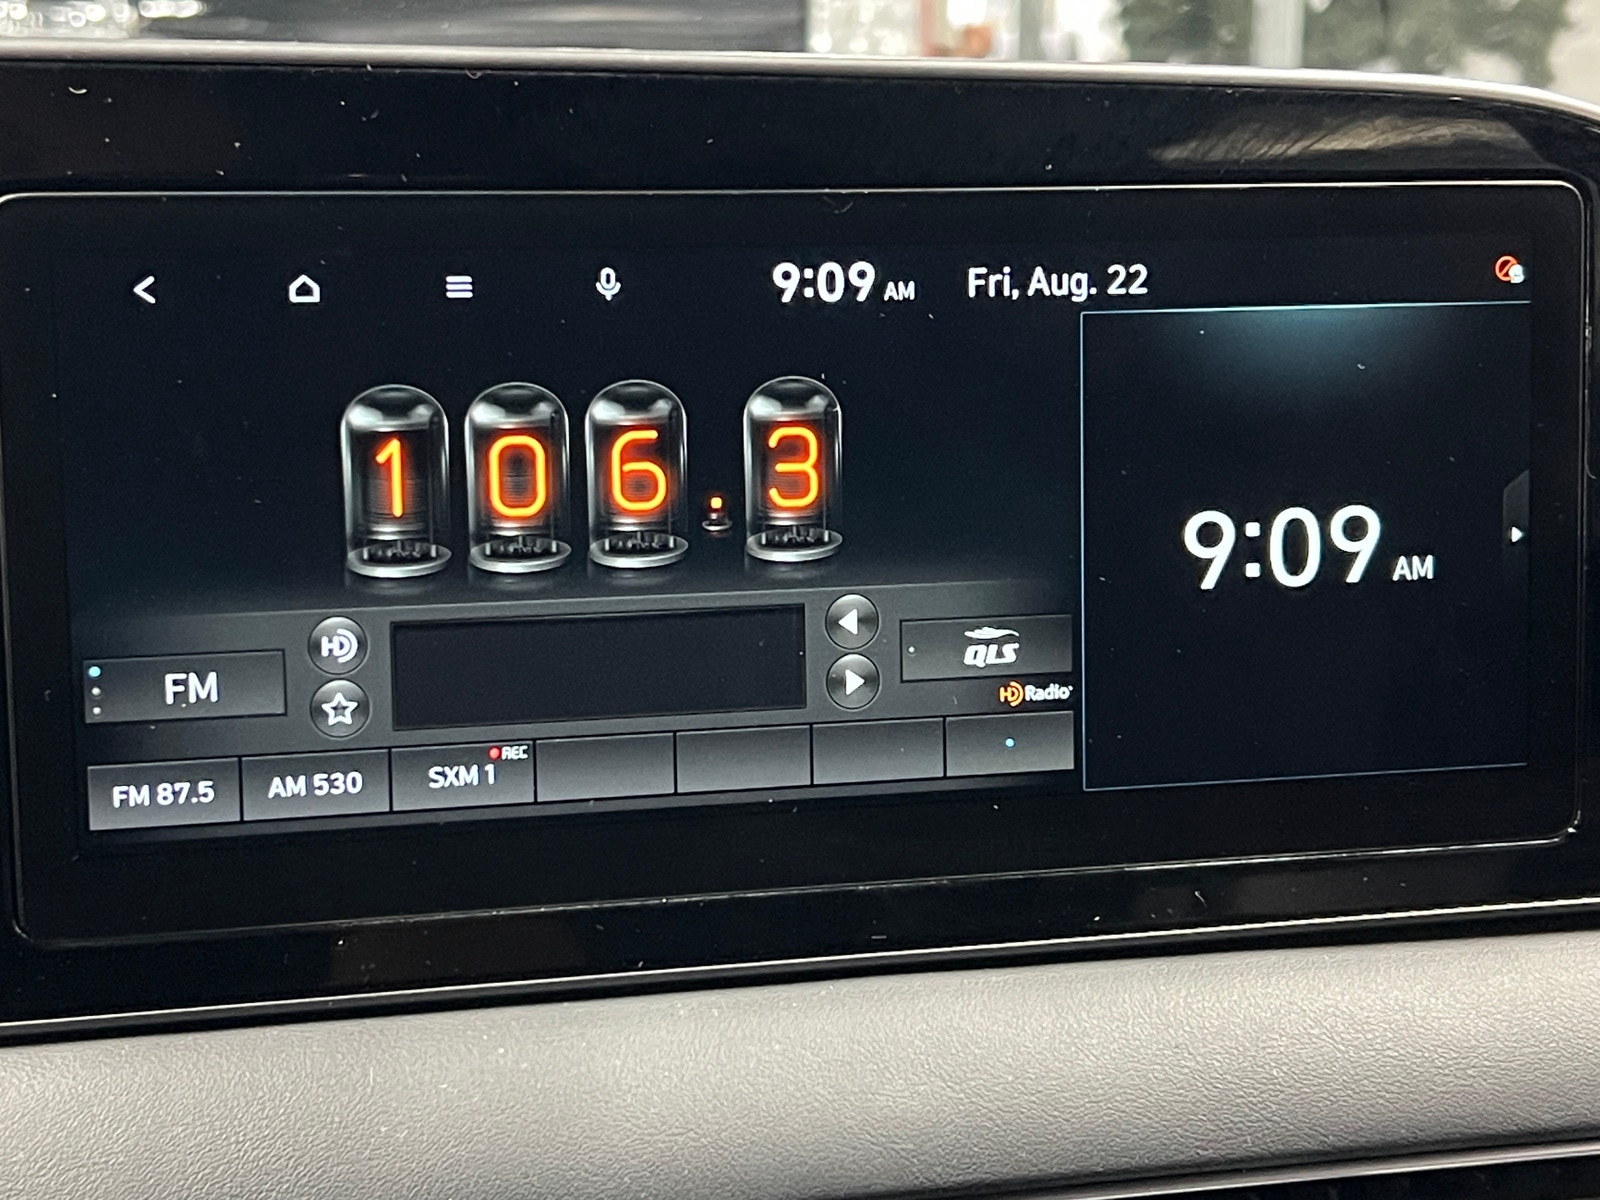 9:09 AM Fri, Aug. 22
106.3
9:09 AM
HD
FM
QLS
HD Radio
REC
FM 87.5 AM 530 SXM 1